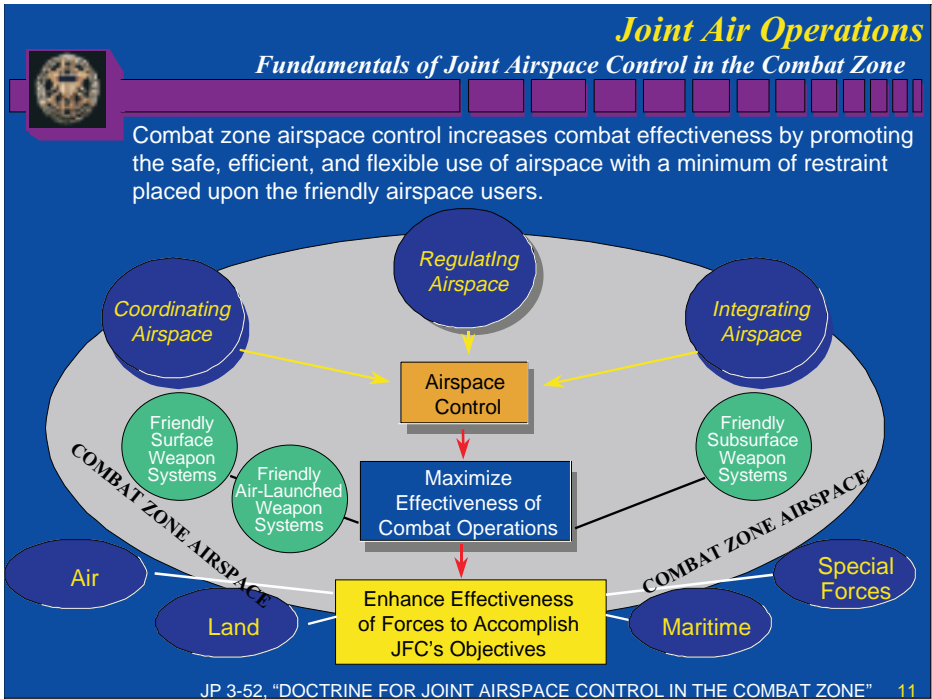 Joint Air Operations
Fundamentals of Joint Airspace Control in the Combat Zone
Combat zone airspace control increases combat effectiveness by promoting
the safe, efficient, and flexible use of airspace with a minimum of restraint
placed upon the friendly airspace users.
RegulatIng
Airspace
Coordinating
Airspace
Integrating
Airspace
Airspace
Control
Friendly
Surface
Weapon
Systems
Friendly
Air-Launched
Weapon
Systems
Maximize
Effectiveness of
Combat Operations
Friendly
Subsurface
Weapon
Systems
COMBAT ZONE AIRSPACE
COMBAT ZONE AIRSPACE
Air
Land
Enhance Effectiveness
of Forces to Accomplish
JFC's Objectives
Maritime
Special
Forces
JP 3-52, "DOCTRINE FOR JOINT AIRSPACE CONTROL IN THE COMBAT ZONE" 11